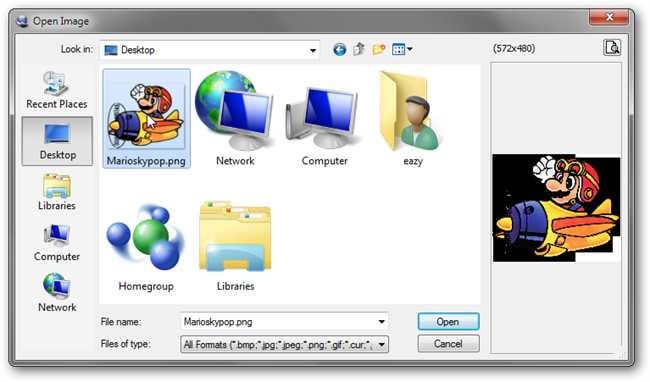 Open Image
Look in:
Desktop
(572x480)
Recent Places
Desktop
Libraries
Computer
Network
Marioskypop.png
Network
Computer
eazy
Homegroup
Libraries
File name:
Marioskypop.png
Open
Files of type:
All Formats (*.bmp;*.jpg;*.jpeg;*.png;*.gif;*.cur;*.
Cancel